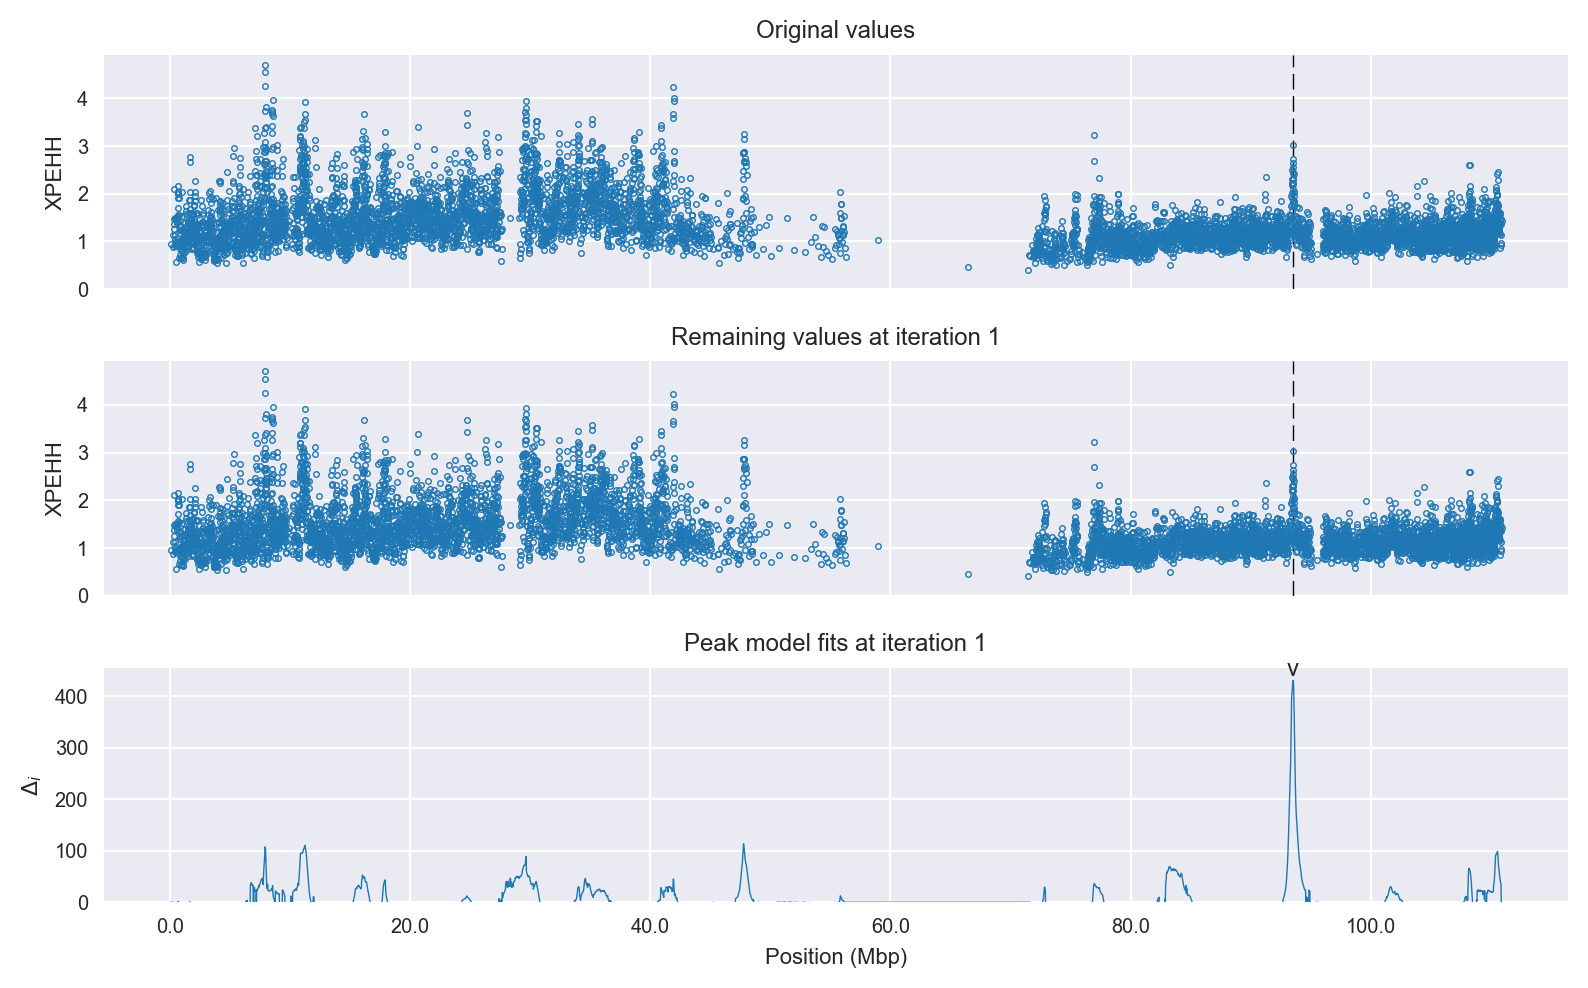 Original values
4
3
2
1
0
XPEHH
Remaining values at iteration 1
4
3
2
1
0
XPEHH
Peak model fits at iteration 1
v
400
300
200
100
0
Δi
0.0 20.0 40.0 60.0 80.0 100.0
Position (Mbp)